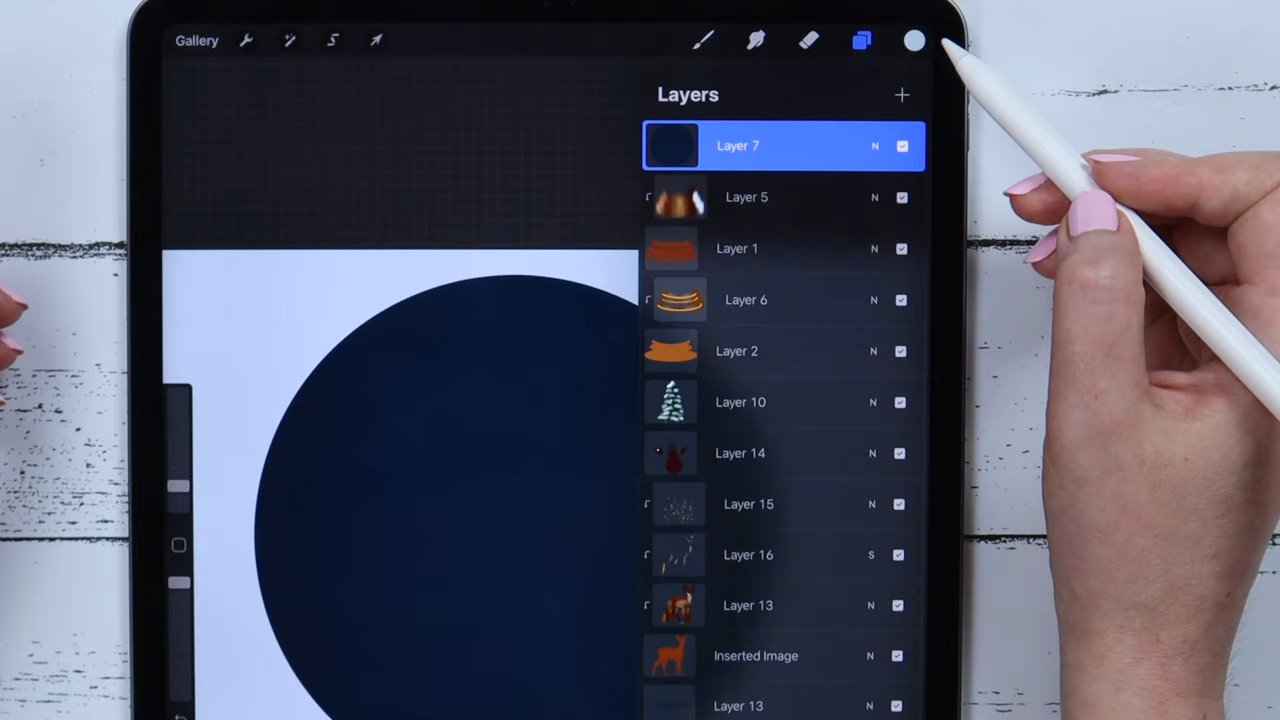 Gallery
Layers
Layer 7 N
Layer 5 N
Layer 1 N
Layer 6 N
Layer 2 N
Layer 10 N
Layer 14 N
Layer 15 N
Layer 16 S
Layer 13 N
Inserted Image N
Layer 13 N